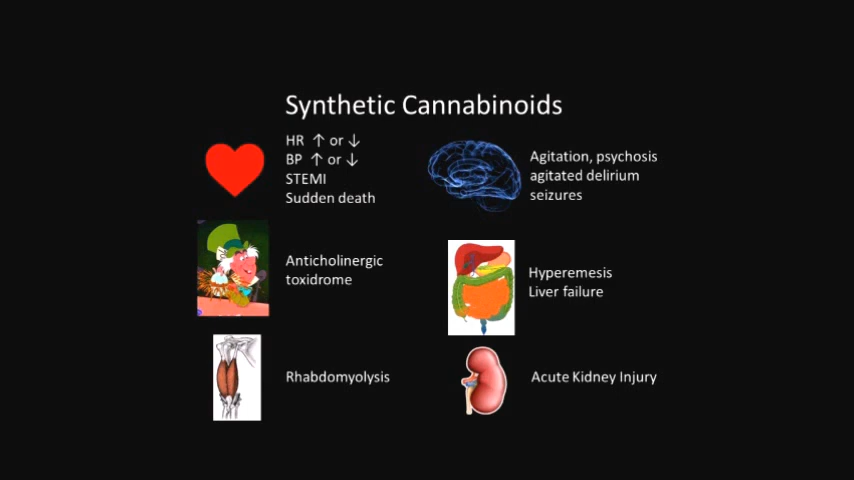 Synthetic Cannabinoids
HR ↑ or ↓
BP ↑ or ↓
STEMI
Sudden death
Agitation, psychosis
agitated delirium
seizures
Anticholinergic
toxidrome
Hyperemesis
Liver failure
Rhabdomyolysis
Acute Kidney Injury